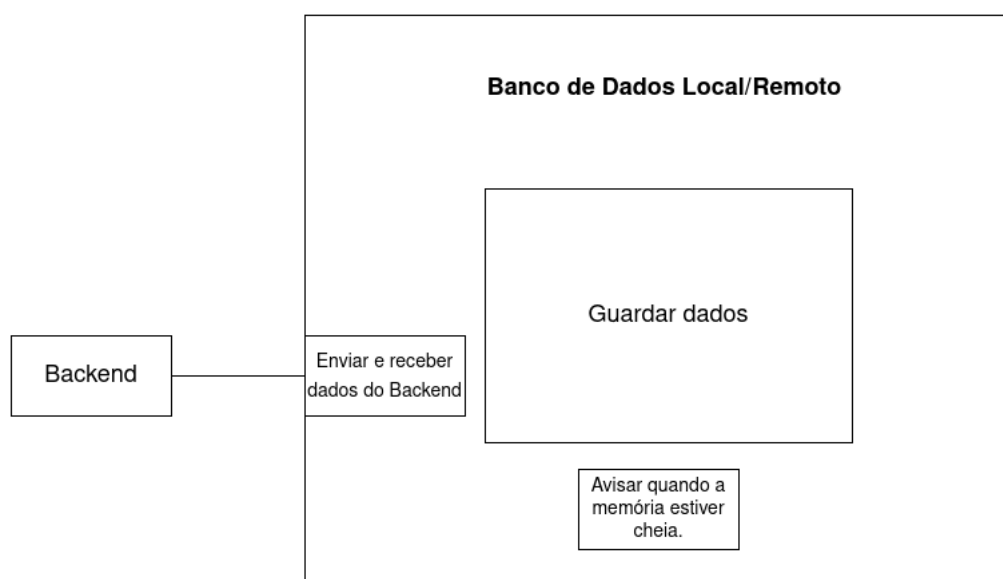 Banco de Dados Local/Remoto
Guardar dados
Backend
Enviar e receber
dados do Backend
Avisar quando a
memória estiver
cheia.